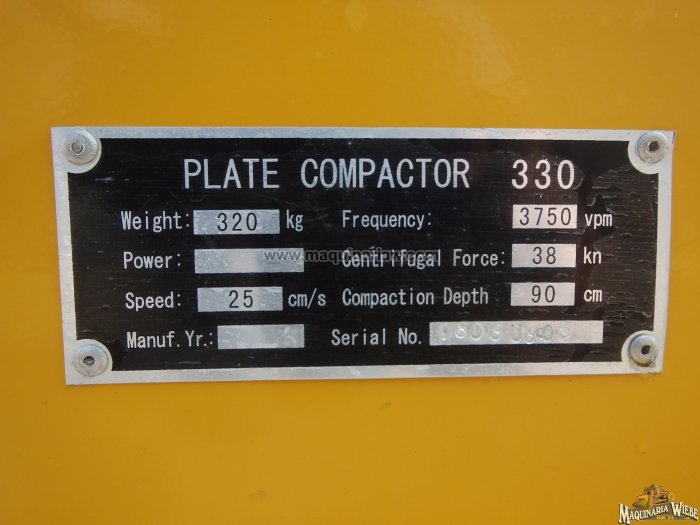 PLATE COMPACTOR 330
Weight: 320 kg Frequency: 3750 vpm
Power: Centrifugal Force: 38 kn
Speed: 25 cm/s Compaction Depth 90 cm
Manuf.Yr.: Serial No.
MAQUINARIA WIEBE